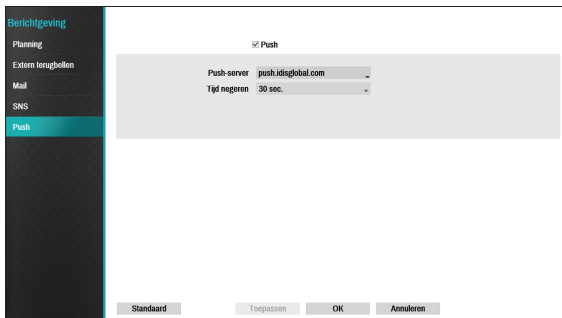 Berichtgeving
Planning
Extern terugbellen
Mail
SNS
Push
Push
Push-server push.idisglobal.com
Tijd negeren 30 sec.
Standaard Toepassen OK Annuleren